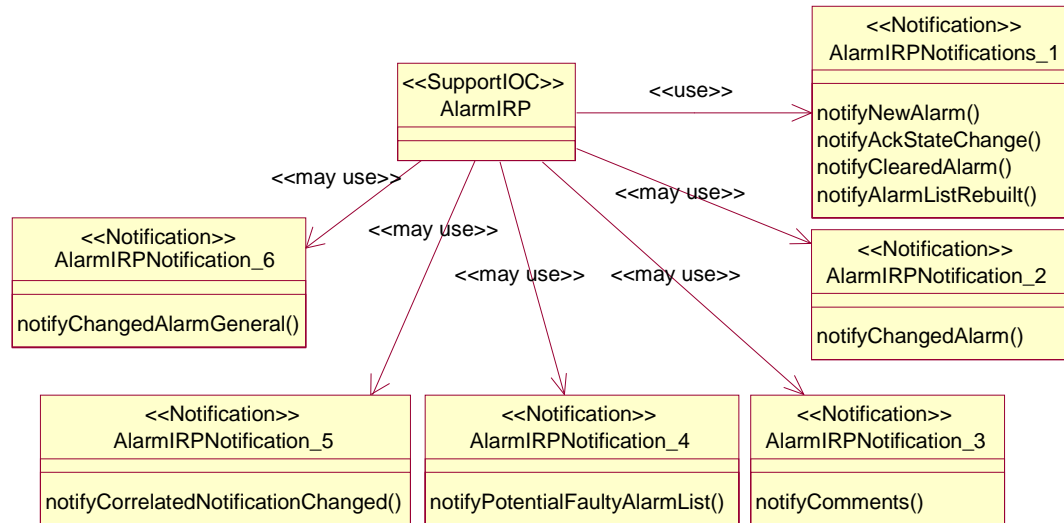 <<Notification>>
AlarmIRPNotifications_1
notifyNewAlarm()
notifyAckStateChange()
notifyClearedAlarm()
notifyAlarmListRebuilt()
<<SupportIOC>>
AlarmIRP
<<use>>
<<may use>>
<<may use>>
<<may use>>
<<may use>>
<<may use>>
<<Notification>>
AlarmIRPNotification_6
notifyChangedAlarmGeneral()
<<Notification>>
AlarmIRPNotification_2
notifyChangedAlarm()
<<Notification>>
AlarmIRPNotification_5
notifyCorrelatedNotificationChanged()
<<Notification>>
AlarmIRPNotification_4
notifyPotentialFaultyAlarmList()
<<Notification>>
AlarmIRPNotification_3
notifyComments()